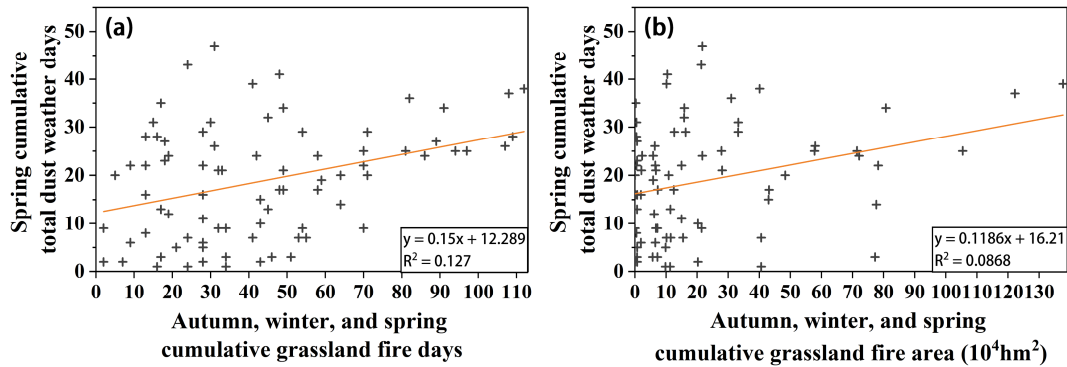 (a)
Spring cumulative
total dust weather days
60
50
40
30
20
10
0
y = 0.15x + 12.289
R² = 0.127
0 10 20 30 40 50 60 70 80 90 100 110
Autumn, winter, and spring
cumulative grassland fire days
(b)
Spring cumulative
total dust weather days
60
50
40
30
20
10
0
y = 0.1186x + 16.21
R² = 0.0868
0 10 20 30 40 50 60 70 80 90 100 110 120 130
Autumn, winter, and spring
cumulative grassland fire area (10⁴hm²)